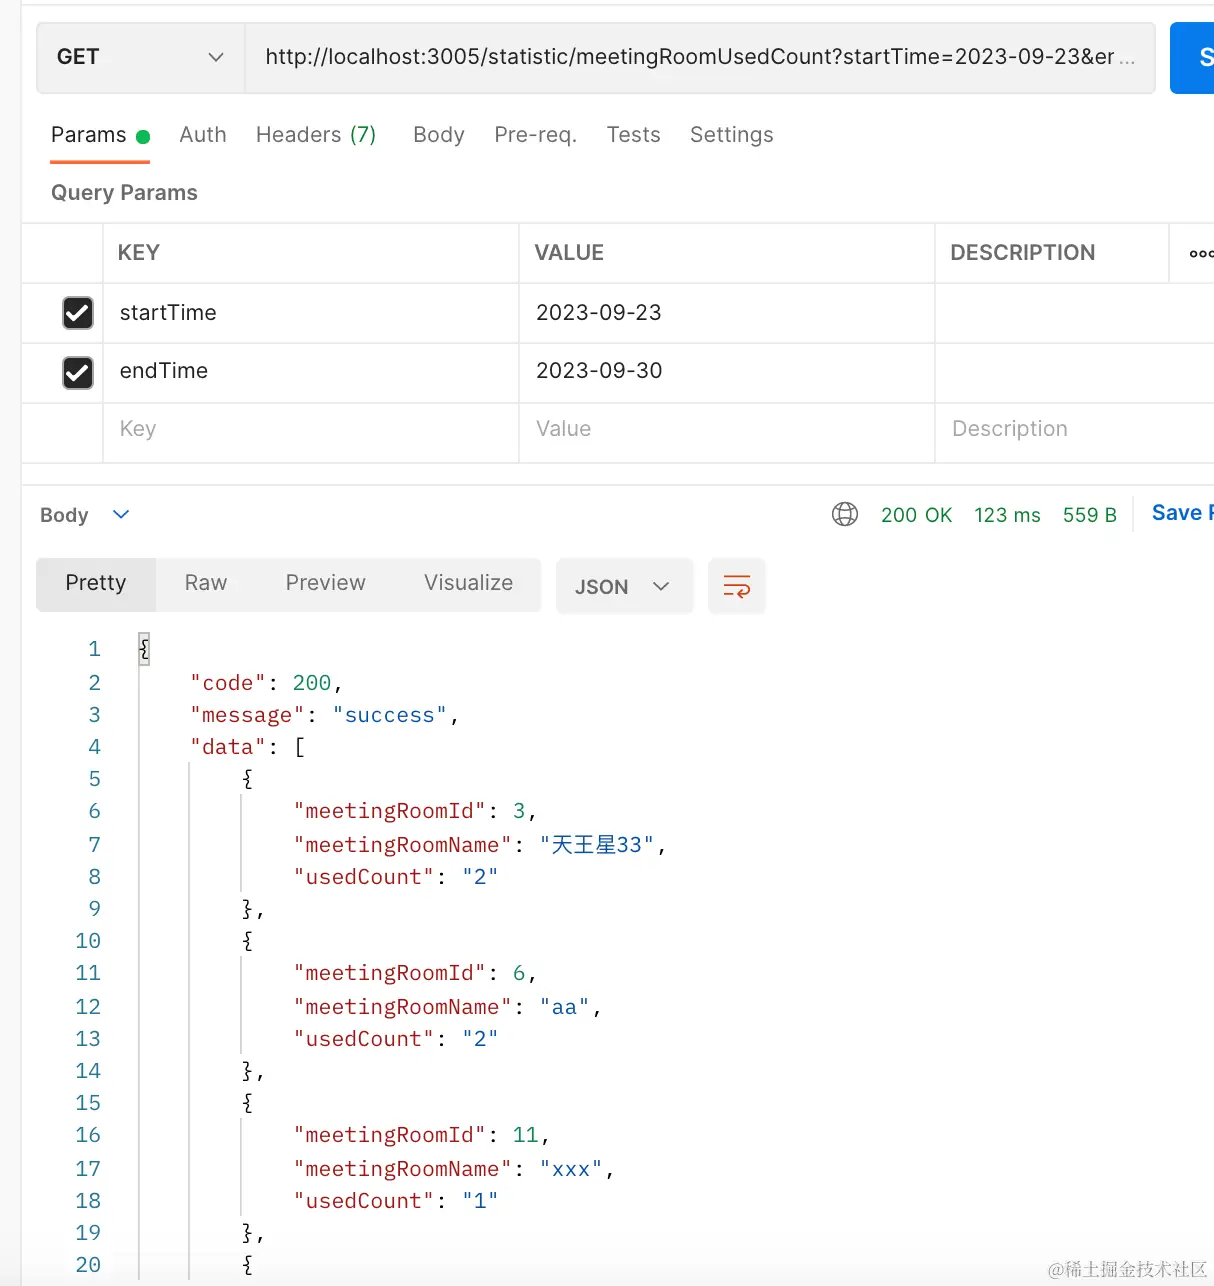 GET http://localhost:3005/statistic/meetingRoomUsedCount?startTime=2023-09-23&er ... S
Params Auth Headers (7) Body Pre-req. Tests Settings
Query Params
KEY VALUE DESCRIPTION ooo
startTime 2023-09-23
endTime 2023-09-30
Key Value Description
Body 200 OK 123 ms 559 B Save R
Pretty Raw Preview Visualize JSON
1 {
2 "code": 200,
3 "message": "success",
4 "data": [
5 {
6 "meetingRoomId": 3,
7 "meetingRoomName": "天王星33",
8 "usedCount": "2"
9 },
10 {
11 "meetingRoomId": 6,
12 "meetingRoomName": "aa",
13 "usedCount": "2"
14 },
15 {
16 "meetingRoomId": 11,
17 "meetingRoomName": "xxx",
18 "usedCount": "1"
19 },
20 {
@稀土掘金技术社区